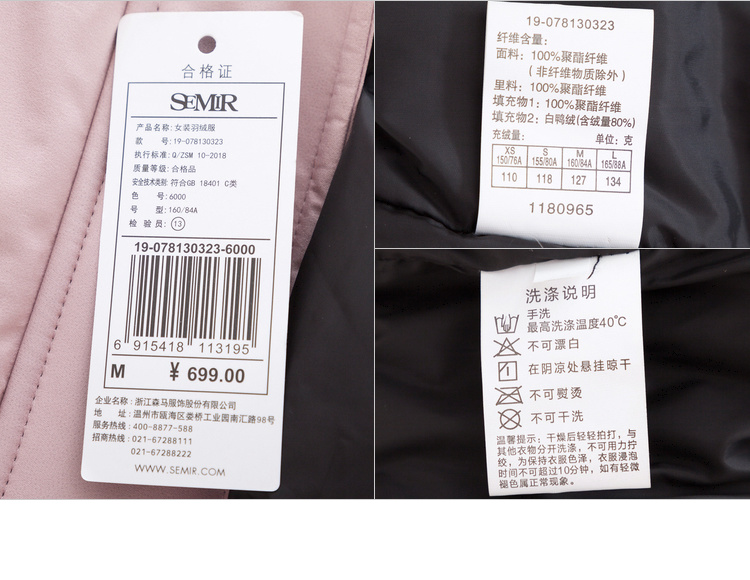 合格证
SEMIR
产品名称:女装羽绒服
款 号:19-078130323
执行标准:Q/ZSM 10-2018
质量等级:合格品
安全技术类别:符合GB 18401 C类
色 号:6000
号 型:160/84A
检 验 员:13
19-078130323-6000
6 915418 113195
M ¥ 699.00
企业名称:浙江森马服饰股份有限公司
地 址:温州市瓯海区娄桥工业园南汇路98号
服务热线:400-8877-588
招商热线:021-67288111
021-67288222
WWW.SEMIR.COM
19-078130323
纤维含量:
面料:100%聚酯纤维
(非纤维物质除外)
里料:100%聚酯纤维
填充物1:100%聚酯纤维
填充物2:白鸭绒(含绒量80%)
充绒量: 单位:克
XS S M L
150/76A 155/80A 160/84A 165/88A
110 118 127 134
1180965
洗涤说明
手洗
最高洗涤温度40℃
不可漂白
在阴凉处悬挂晾干
不可熨烫
不可干洗
温馨提示:干燥后轻轻拍打,与
其他衣物分开洗涤,不可用力拧
绞,为保持衣服色泽,衣服浸泡
时间不可超过10分钟,如有轻微
褪色属正常现象。